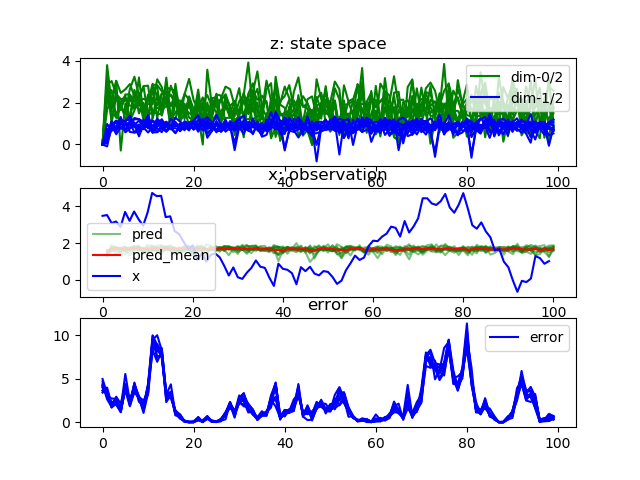 z: state space
4
2
0
dim-0/2
dim-1/2
0 20 40 60 80 100
x: observation
4
2
0
pred
pred_mean
x
0 20 40 60 80 100
error
10
5
0
error
0 20 40 60 80 100